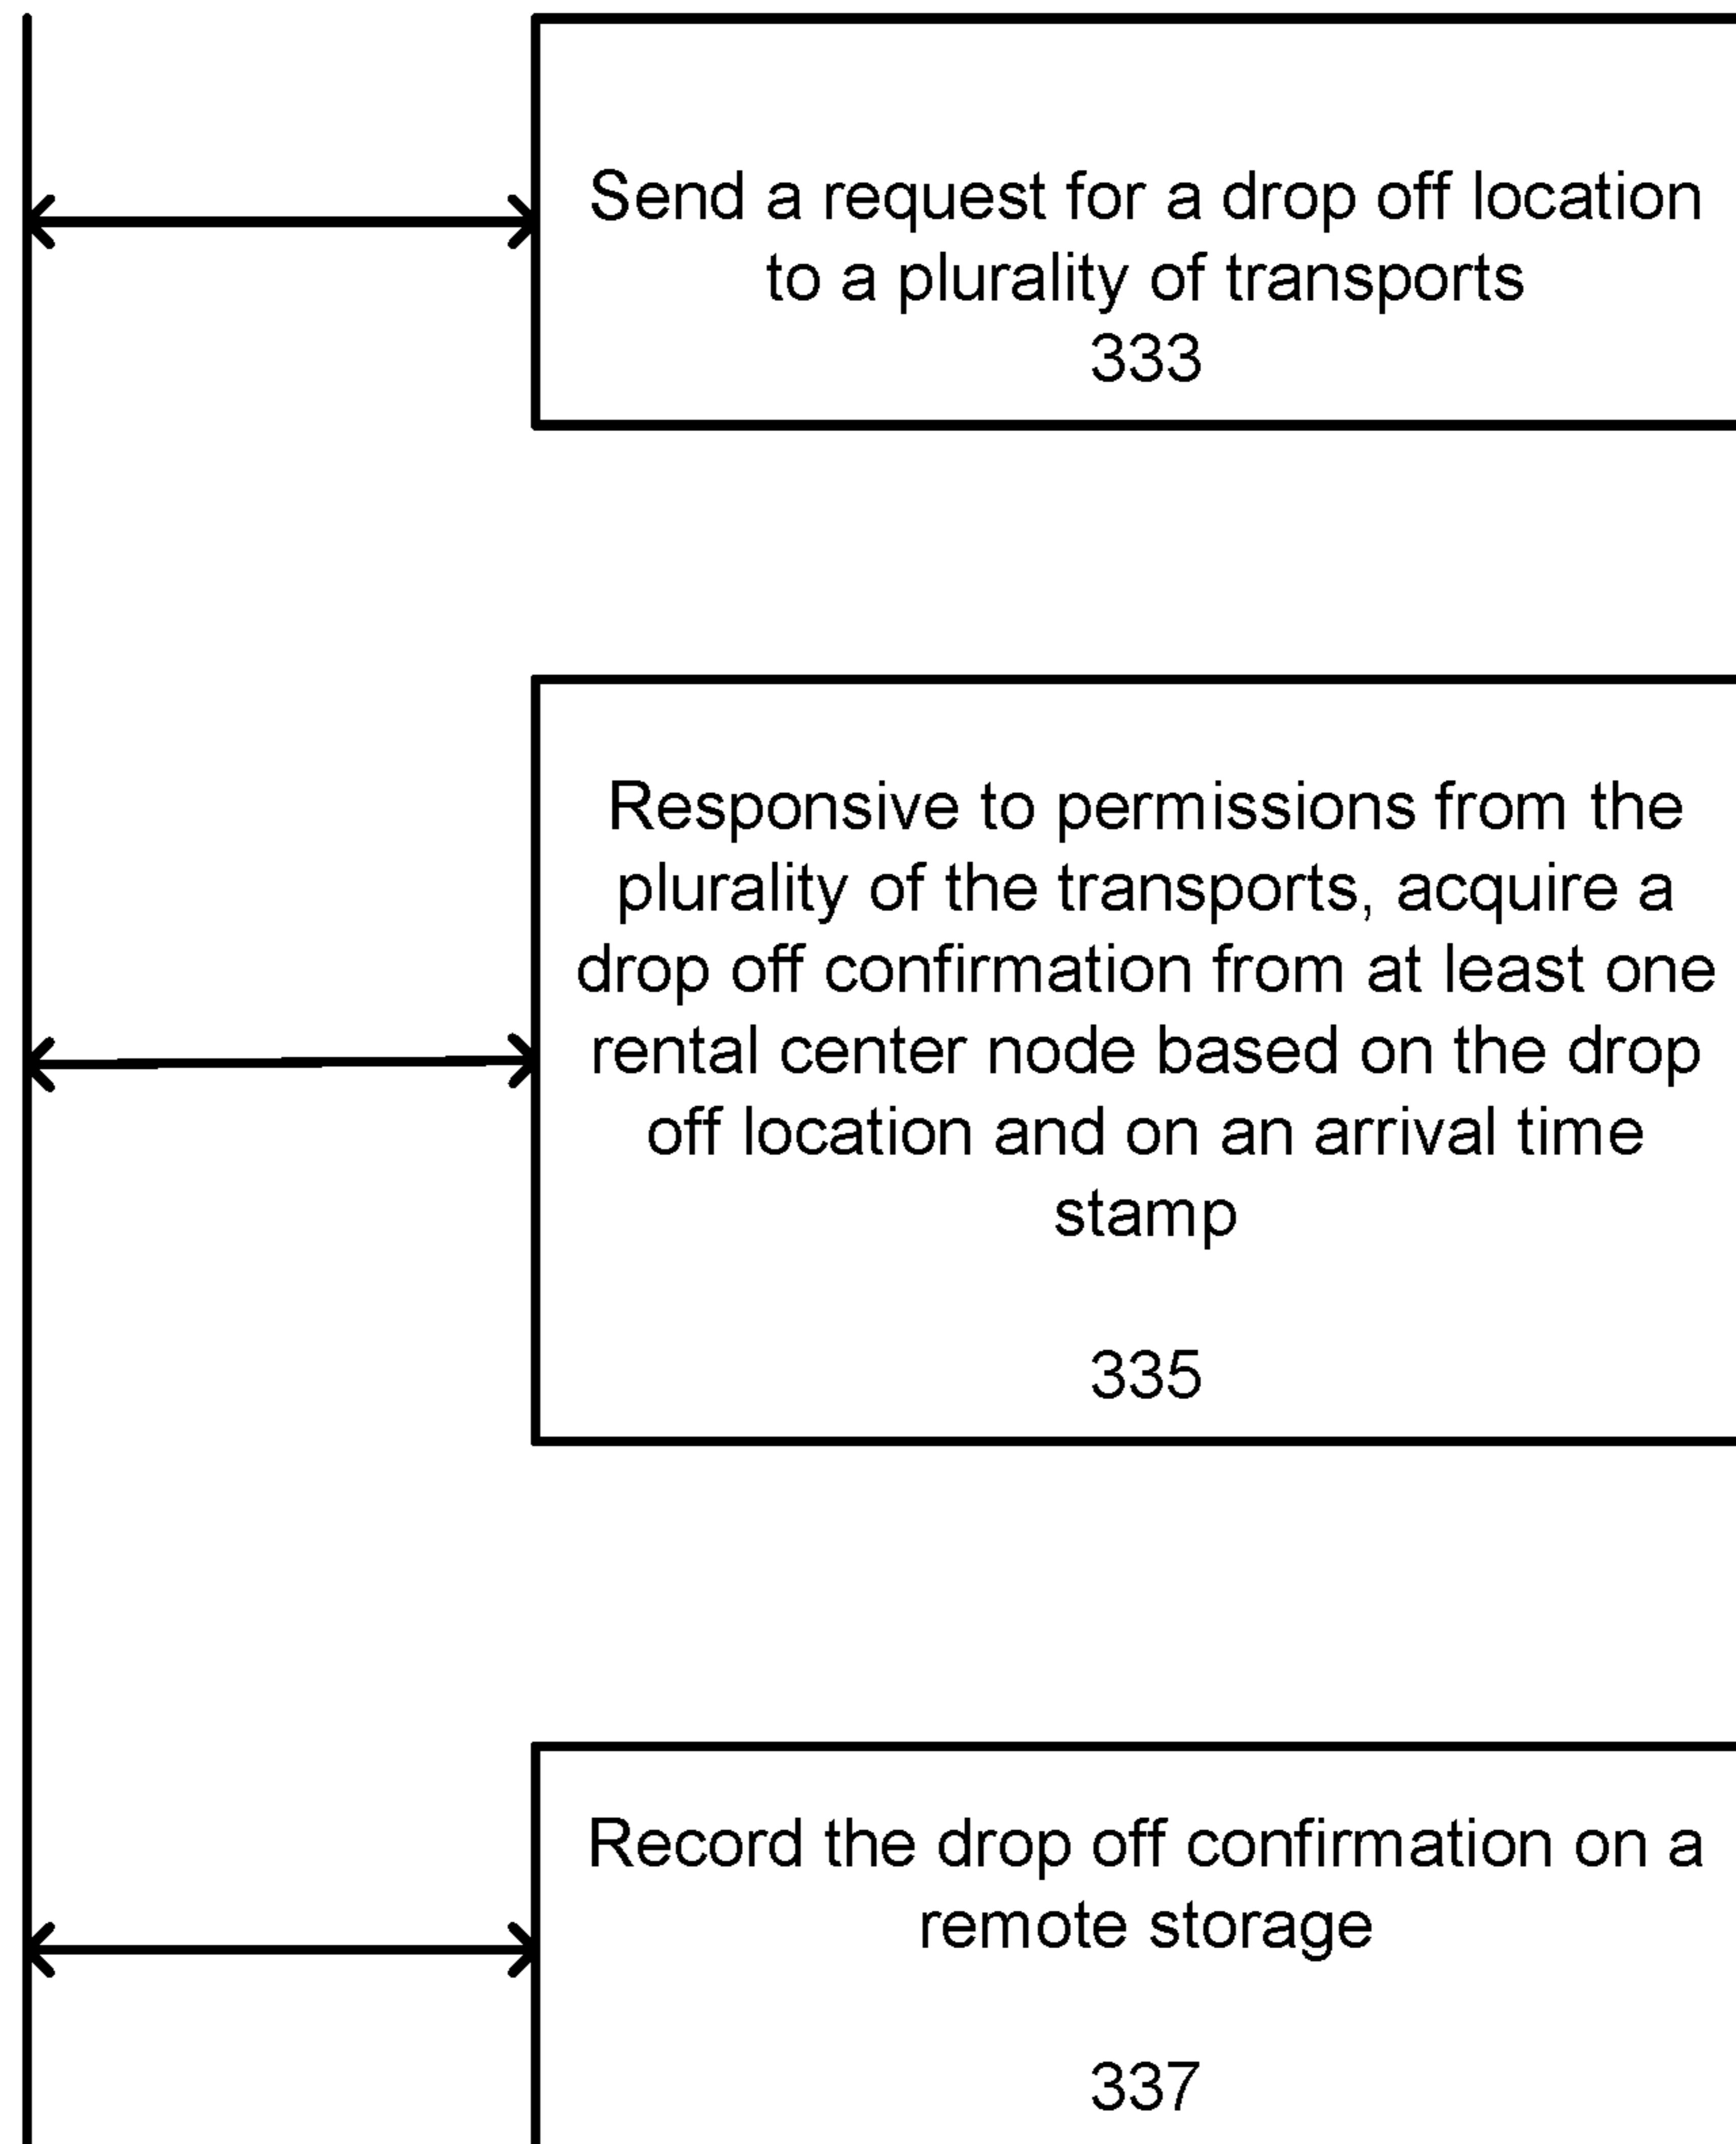 Send a request for a drop off location
to a plurality of transports
333
Responsive to permissions from the
plurality of the transports, acquire a
drop off confirmation from at least one
rental center node based on the drop
off location and on an arrival time
stamp
335
Record the drop off confirmation on a
remote storage
337